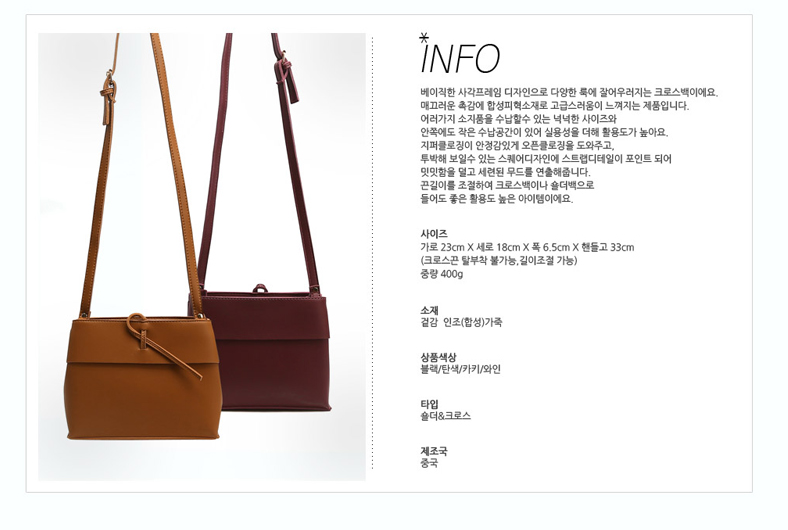 *INFO
베이직한 사각프레임 디자인으로 다양한 룩에 잘어우러지는 크로스백이에요.
매끄러운 촉감에 합성피혁소재로 고급스러움이 느껴지는 제품입니다.
여러가지 소지품을 수납할수 있는 넉넉한 사이즈와
안쪽에도 작은 수납공간이 있어 실용성을 더해 활용도가 높아요.
지퍼클로징이 안정감있게 오픈클로징을 도와주고,
투박해 보일수 있는 스퀘어디자인에 스트랩디테일이 포인트 되어
밋밋함을 덜고 세련된 무드를 연출해줍니다.
끈길이를 조절하여 크로스백이나 숄더백으로
들어도 좋은 활용도 높은 아이템이에요.
사이즈
가로 23cm X 세로 18cm X 폭 6.5cm X 핸들고 33cm
(크로스끈 탈부착 불가능,길이조절 가능)
중량 400g
소재
겉감 인조(합성)가죽
상품색상
블랙/탄색/카키/와인
타입
숄더&크로스
제조국
중국